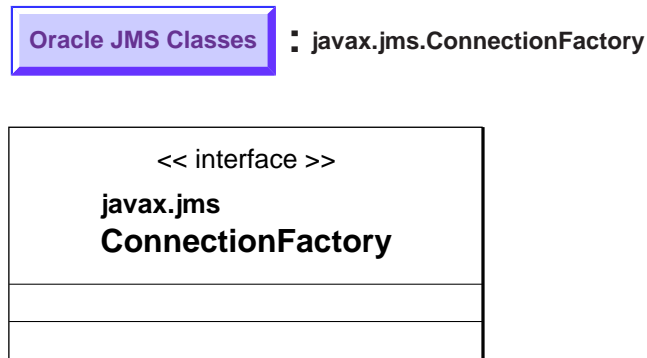 Oracle JMS Classes : javax.jms.ConnectionFactory
<< interface >>
javax.jms
ConnectionFactory